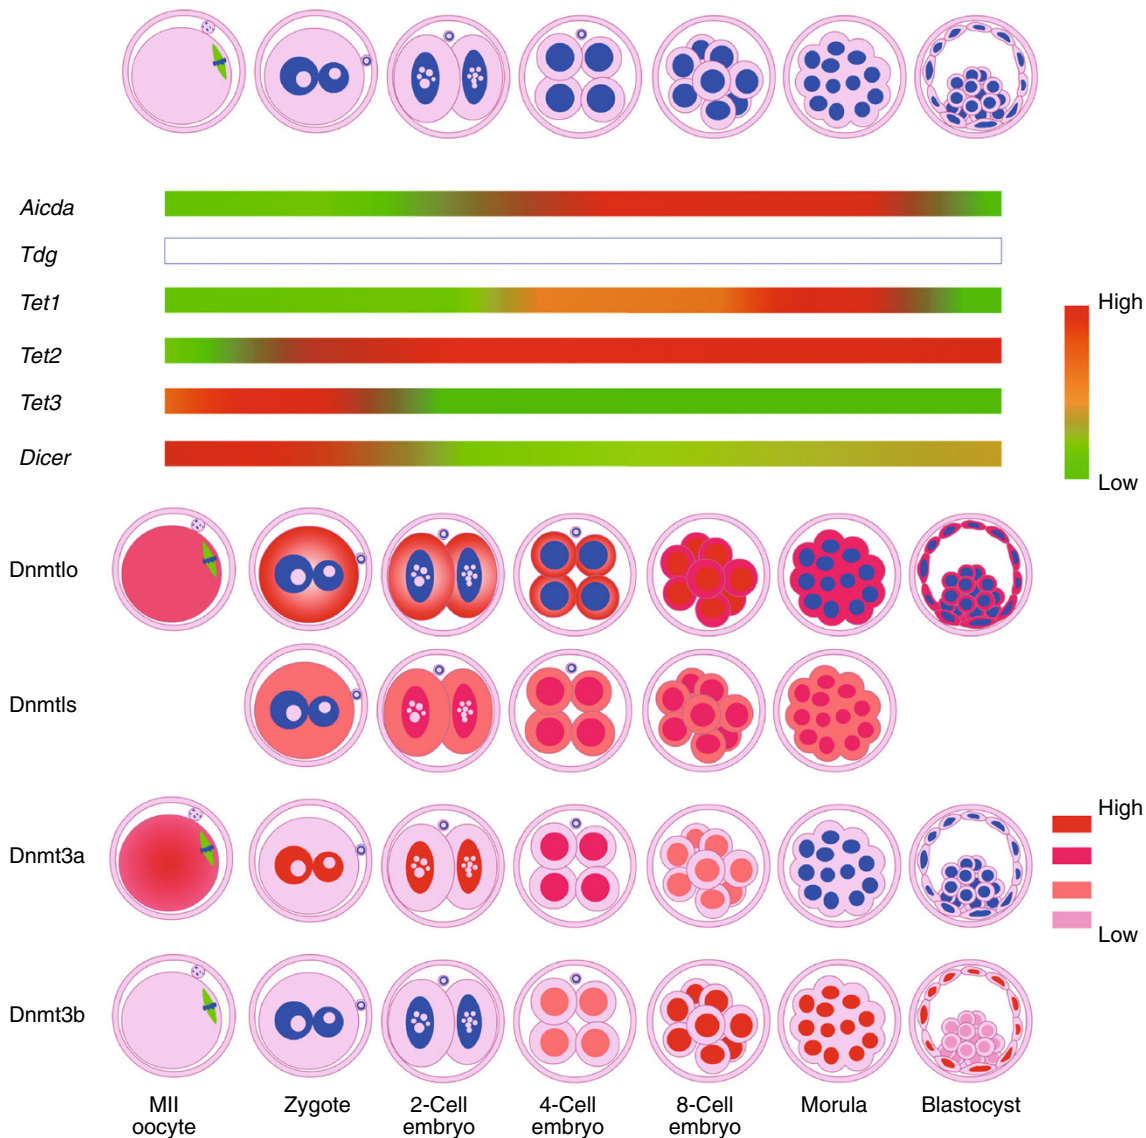 Aicda
Tdg
Tet1
High
Tet2
Tet3
Dicer
Low
Dnmtlo
Dnmtls
High
Dnmt3a
Low
Dnmt3b
MII
oocyte
Zygote
2-Cell
embryo
4-Cell
embryo
8-Cell
embryo
Morula
Blastocyst